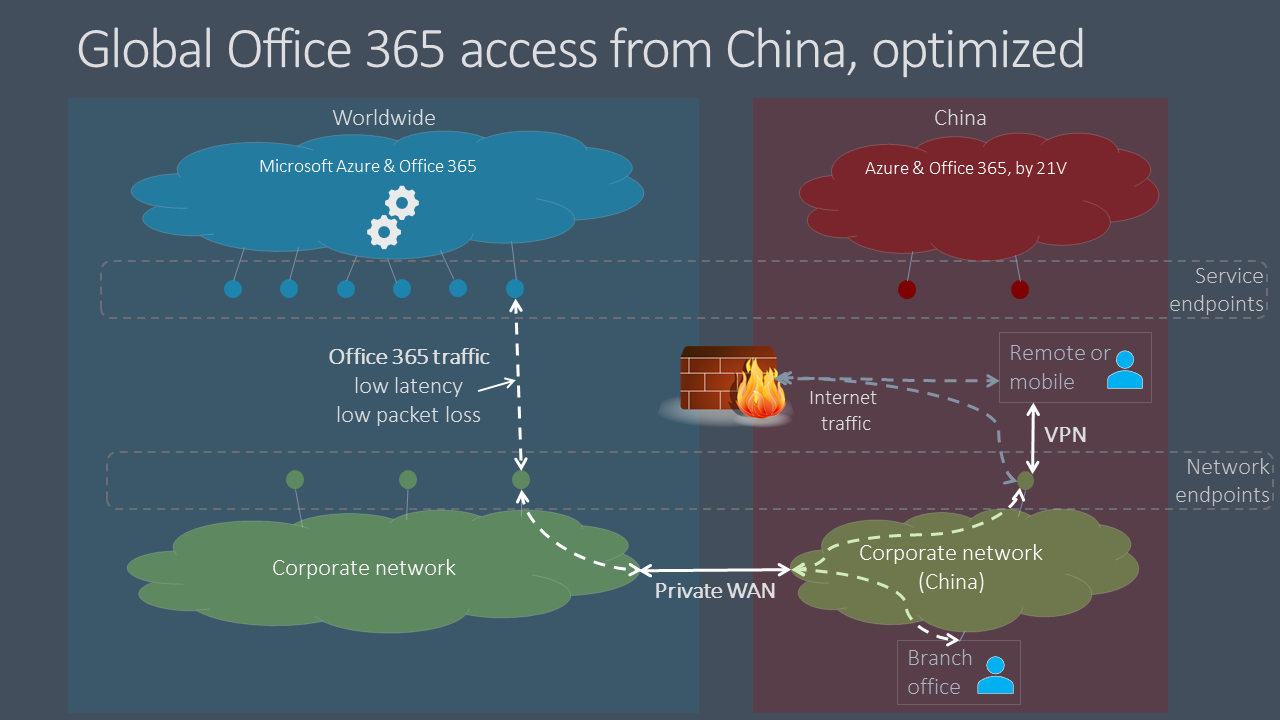 Global Office 365 access from China, optimized
Worldwide
China
Microsoft Azure & Office 365
Azure & Office 365, by 21V
Service
endpoints
Office 365 traffic
low latency
low packet loss
Remote or
mobile
Internet
traffic
VPN
Network
endpoints
Corporate network
Corporate network
(China)
Private WAN
Branch
office